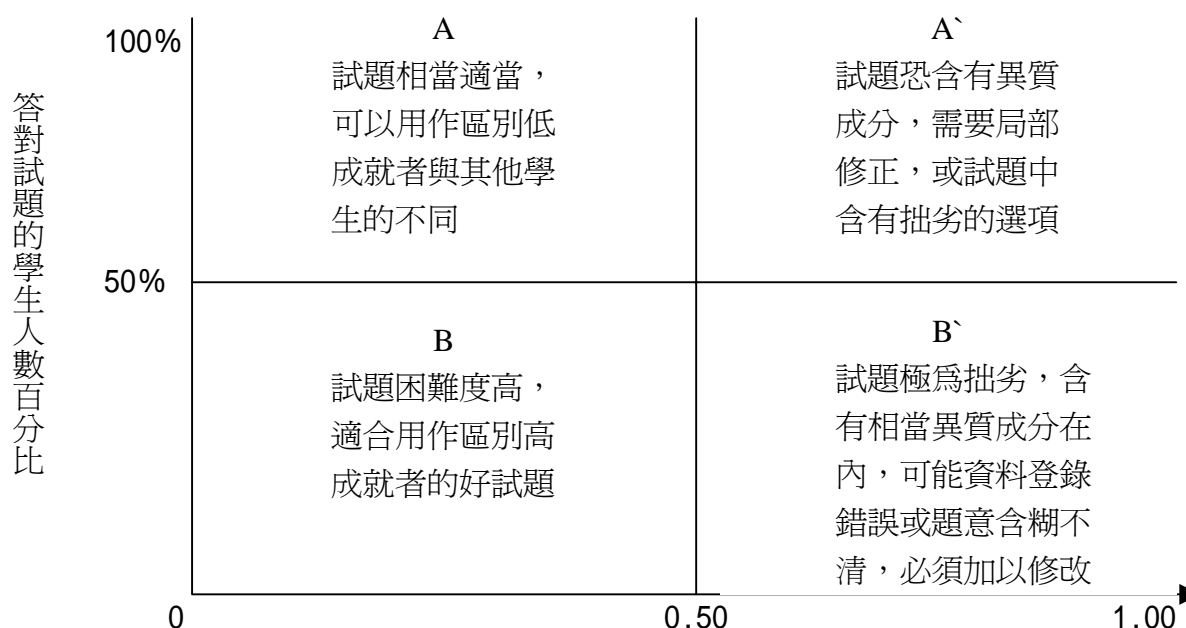 答對試題的學生人數百分比
100%
50%
A
試題相當適當，
可以用作區別低
成就者與其他學
生的不同
A`
試題恐含有異質
成分，需要局部
修正，或試題中
含有拙劣的選項
B
試題困難度高，
適合用作區別高
成就者的好試題
B`
試題極為拙劣，含
有相當異質成分在
內，可能資料登錄
錯誤或題意含糊不
清，必須加以修改
0
0.50
1.00